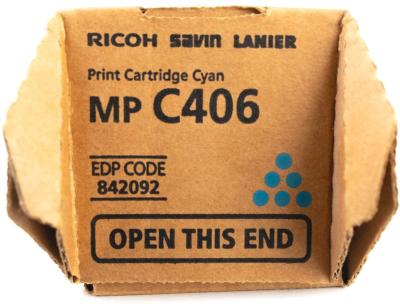 RICOH savin LANIER
Print Cartridge Cyan
MP C406
EDP CODE
842092
OPEN THIS END